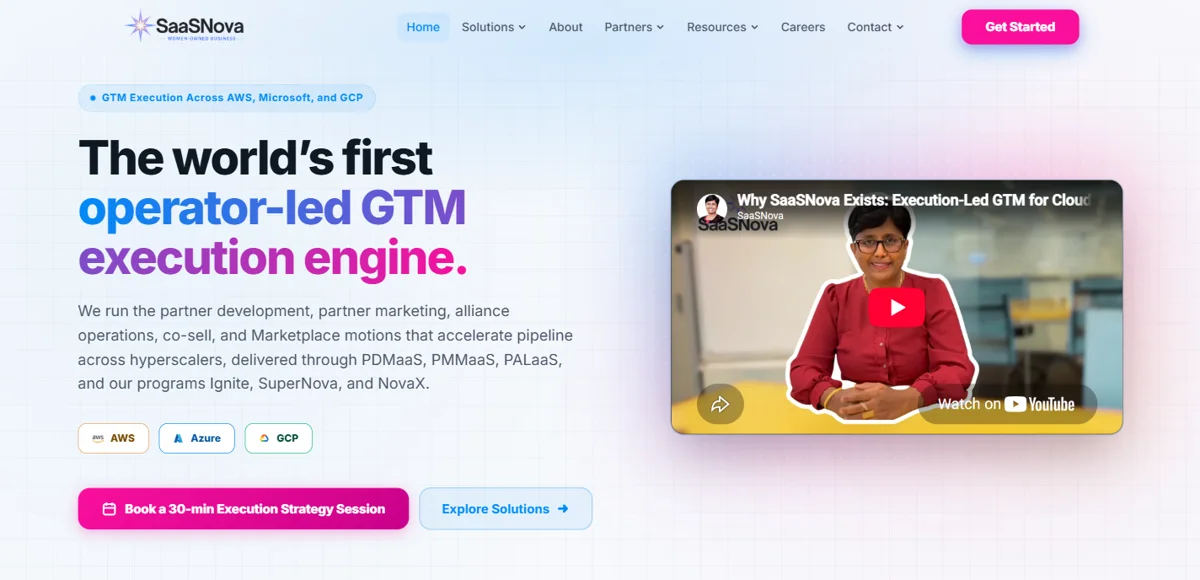 SaaSNova
WOMEN-OWNED BUSINESS
Home
Solutions
About
Partners
Resources
Careers
Contact
Get Started
GTM Execution Across AWS, Microsoft, and GCP
The world's first
operator-led GTM
execution engine.
We run the partner development, partner marketing, alliance
operations, co-sell, and Marketplace motions that accelerate pipeline
across hyperscalers, delivered through PDMaaS, PMMaaS, PALaaS,
and our programs Ignite, SuperNova, and NovaX.
aws AWS
Azure
GCP
Book a 30-min Execution Strategy Session
Explore Solutions
Why SaaSNova Exists: Execution-Led GTM for Cloud
SaaSNova
SaaSNova
Watch on YouTube